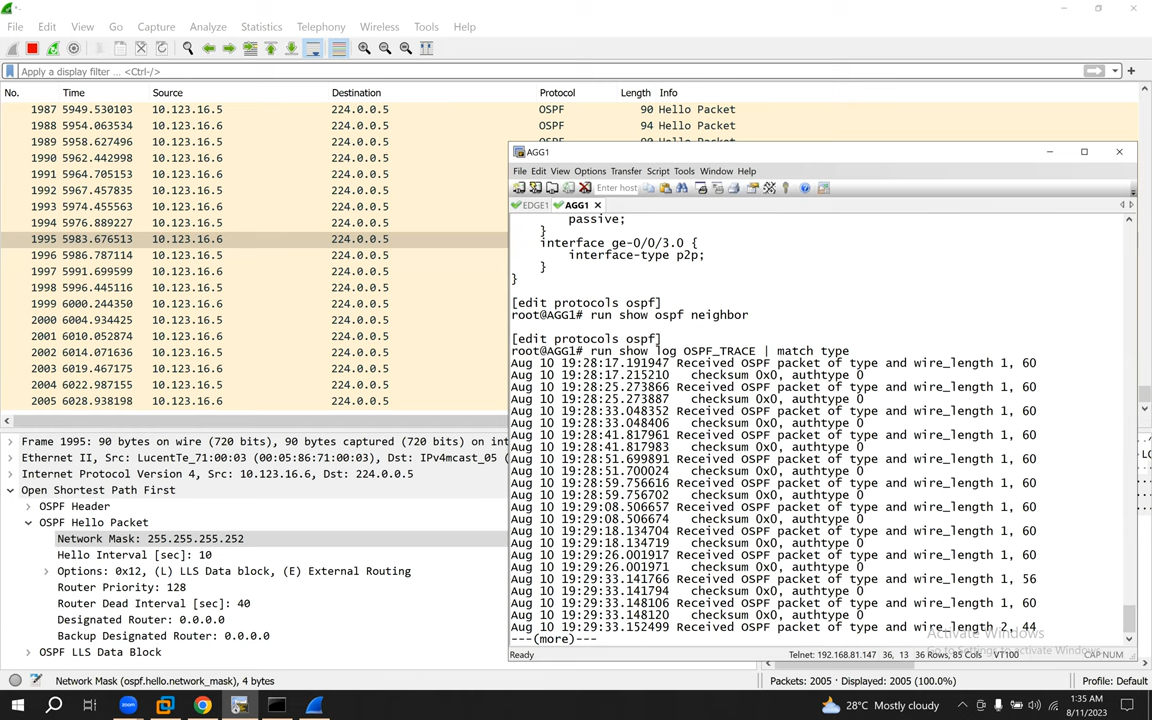 File Edit View Go Capture Analyze Statistics Telephony Wireless Tools Help
Apply a display filter ... <Ctrl-/>
No. Time Source Destination Protocol Length Info
1987 5949.530103 10.123.16.5 224.0.0.5 OSPF 90 Hello Packet
1988 5954.063534 10.123.16.6 224.0.0.5 OSPF 94 Hello Packet
1989 5958.627496 10.123.16.5 224.0.0.5
1990 5962.442998 10.123.16.6 224.0.0.5
1991 5964.705153 10.123.16.6 224.0.0.5
1992 5967.457835 10.123.16.5 224.0.0.5
1993 5974.455563 10.123.16.6 224.0.0.5
1994 5976.889227 10.123.16.5 224.0.0.5
1995 5983.676513 10.123.16.6 224.0.0.5
1996 5986.787114 10.123.16.5 224.0.0.5
1997 5991.699599 10.123.16.6 224.0.0.5
1998 5996.445116 10.123.16.5 224.0.0.5
1999 6000.244350 10.123.16.6 224.0.0.5
2000 6004.934425 10.123.16.5 224.0.0.5
2001 6010.052874 10.123.16.6 224.0.0.5
2002 6014.071636 10.123.16.5 224.0.0.5
2003 6019.467175 10.123.16.6 224.0.0.5
2004 6022.987155 10.123.16.5 224.0.0.5
2005 6028.938198 10.123.16.6 224.0.0.5
Frame 1995: 90 bytes on wire (720 bits), 90 bytes captured (720 bits) on int
Ethernet II, Src: LucentTe_71:00:03 (00:05:86:71:00:03), Dst: IPv4mcast_05
Internet Protocol Version 4, Src: 10.123.16.6, Dst: 224.0.0.5
Open Shortest Path First
OSPF Header
OSPF Hello Packet
Network Mask: 255.255.255.252
Hello Interval [sec]: 10
Options: 0x12, (L) LLS Data block, (E) External Routing
Router Priority: 128
Router Dead Interval [sec]: 40
Designated Router: 0.0.0.0
Backup Designated Router: 0.0.0.0
OSPF LLS Data Block
Network Mask (ospf.hello.network_mask), 4 bytes
Packets: 2005 · Displayed: 2005 (100.0%)
Profile: Default
AGG1
File Edit View Options Transfer Script Tools Window Help
Enter host
EDGE1 AGG1
passive;
}
interface ge-0/0/3.0 {
interface-type p2p;
}
}
[edit protocols ospf]
root@AGG1# run show ospf neighbor
[edit protocols ospf]
root@AGG1# run show log OSPF_TRACE | match type
Aug 10 19:28:17.191947 Received OSPF packet of type and wire_length 1, 60
Aug 10 19:28:17.215210 checksum 0x0, authtype 0
Aug 10 19:28:25.273866 Received OSPF packet of type and wire_length 1, 60
Aug 10 19:28:25.273887 checksum 0x0, authtype 0
Aug 10 19:28:33.048352 Received OSPF packet of type and wire_length 1, 60
Aug 10 19:28:33.048406 checksum 0x0, authtype 0
Aug 10 19:28:41.817961 Received OSPF packet of type and wire_length 1, 60
Aug 10 19:28:41.817983 checksum 0x0, authtype 0
Aug 10 19:28:51.699891 Received OSPF packet of type and wire_length 1, 60
Aug 10 19:28:51.700024 checksum 0x0, authtype 0
Aug 10 19:28:59.756616 Received OSPF packet of type and wire_length 1, 60
Aug 10 19:28:59.756702 checksum 0x0, authtype 0
Aug 10 19:29:08.506657 Received OSPF packet of type and wire_length 1, 60
Aug 10 19:29:08.506674 checksum 0x0, authtype 0
Aug 10 19:29:18.134704 Received OSPF packet of type and wire_length 1, 60
Aug 10 19:29:18.134719 checksum 0x0, authtype 0
Aug 10 19:29:26.001917 Received OSPF packet of type and wire_length 1, 60
Aug 10 19:29:26.001971 checksum 0x0, authtype 0
Aug 10 19:29:33.141766 Received OSPF packet of type and wire_length 1, 56
Aug 10 19:29:33.141794 checksum 0x0, authtype 0
Aug 10 19:29:33.148106 Received OSPF packet of type and wire_length 1, 60
Aug 10 19:29:33.148120 checksum 0x0, authtype 0
Aug 10 19:29:33.152499 Received OSPF packet of type and wire_length 2, 44
---(more)---
Activate Windows
Go to Settings to activate Windows.
Ready
Telnet: 192.168.81.147 36, 13 36 Rows, 85 Cols VT100 CAP NUM
28°C Mostly cloudy
1:35 AM
8/11/2023